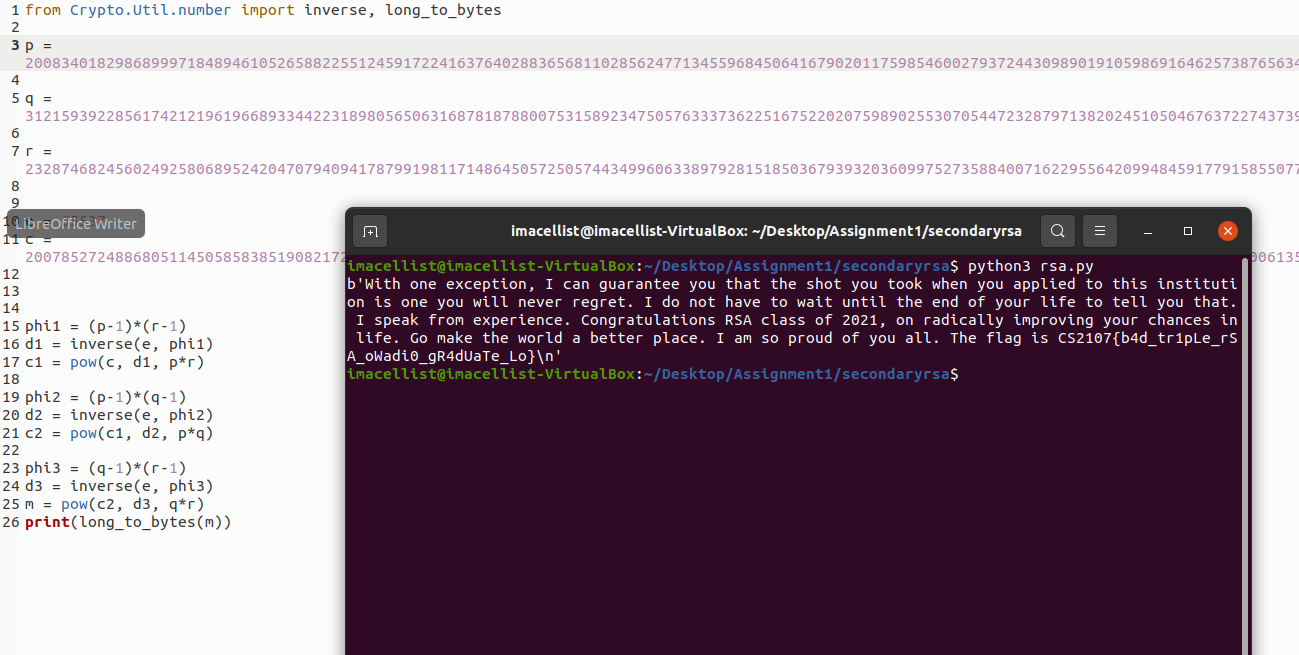 1 from Crypto.Util.number import inverse, long_to_bytes
2
3 p =
4
5 q =
6
7 r =
8
9
LibreOffice Writer
10
11 c =
12
13
14
15 phi1 = (p-1)*(r-1)
16 d1 = inverse(e, phi1)
17 c1 = pow(c, d1, p*r)
18
19 phi2 = (p-1)*(q-1)
20 d2 = inverse(e, phi2)
21 c2 = pow(c1, d2, p*q)
22
23 phi3 = (q-1)*(r-1)
24 d3 = inverse(e, phi3)
25 m = pow(c2, d3, q*r)
26 print(long_to_bytes(m))
imacellist@imacellist-VirtualBox: ~/Desktop/Assignment1/secondaryrsa
imacellist@imacellist-VirtualBox:~/Desktop/Assignment1/secondaryrsa$ python3 rsa.py
b'With one exception, I can guarantee you that the shot you took when you applied to this instituti
on is one you will never regret. I do not have to wait until the end of your life to tell you that.
I speak from experience. Congratulations RSA class of 2021, on radically improving your chances in
life. Go make the world a better place. I am so proud of you all. The flag is CS2107{b4d_tr1pLe_rS
A_oWadi0_gR4dUaTe_Lo}\n'
imacellist@imacellist-VirtualBox:~/Desktop/Assignment1/secondaryrsa$